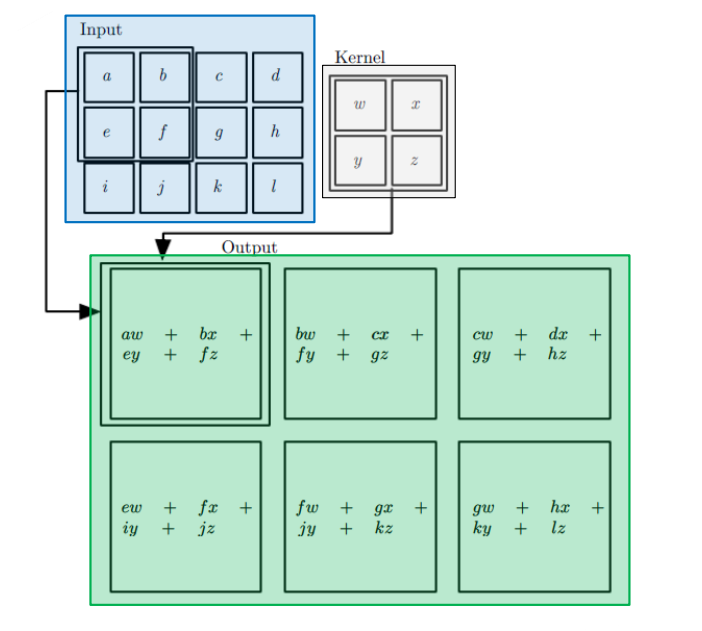 Input
a b c d
e f g h
i j k l
Kernel
w x
y z
Output
aw + bx +
ey + fz
bw + cx +
fy + gz
cw + dx +
gy + hz
ew + fx +
iy + jz
fw + gx +
jy + kz
gw + hx +
ky + lz